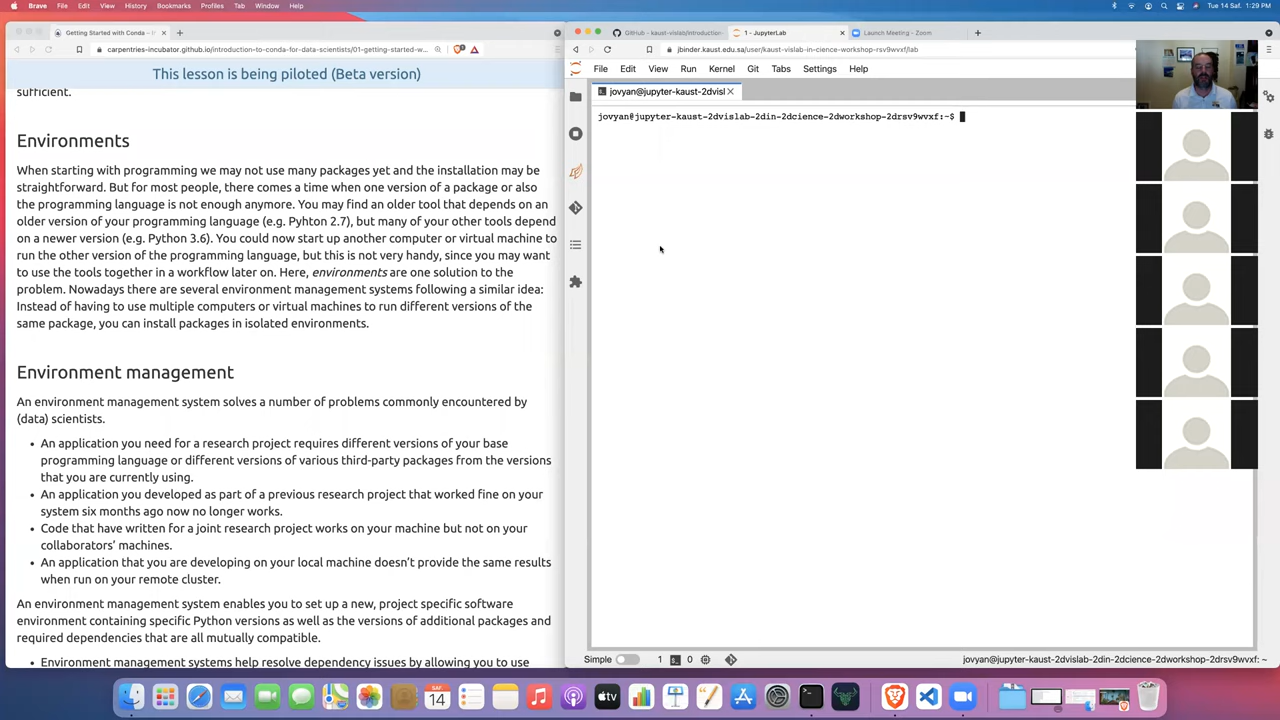 Brave File Edit View History Bookmarks Profiles Tab Window Help
Tue 14 Saf. 1:29 PM
Getting Started with Conda – ×
carpentries-incubator.github.io/introduction-to-conda-for-data-scientists/01-getting-started-w...
This lesson is being piloted (Beta version)
sufficient.
Environments
When starting with programming we may not use many packages yet and the installation may be
straightforward. But for most people, there comes a time when one version of a package or also
the programming language is not enough anymore. You may find an older tool that depends on an
older version of your programming language (e.g. Pyhton 2.7), but many of your other tools depend
on a newer version (e.g. Python 3.6). You could now start up another computer or virtual machine to
run the other version of the programming language, but this is not very handy, since you may want
to use the tools together in a workflow later on. Here, environments are one solution to the
problem. Nowadays there are several environment management systems following a similar idea:
Instead of having to use multiple computers or virtual machines to run different versions of the
same package, you can install packages in isolated environments.
Environment management
An environment management system solves a number of problems commonly encountered by
(data) scientists.
• An application you need for a research project requires different versions of your base
programming language or different versions of various third-party packages from the versions
that you are currently using.
• An application you developed as part of a previous research project that worked fine on your
system six months ago now no longer works.
• Code that have written for a joint research project works on your machine but not on your
collaborators' machines.
• An application that you are developing on your local machine doesn't provide the same results
when run on your remote cluster.
An environment management system enables you to set up a new, project specific software
environment containing specific Python versions as well as the versions of additional packages and
required dependencies that are all mutually compatible.
• Environment management systems help resolve dependency issues by allowing you to use
GitHub - kaust-vislab/introduction-
1 - JupyterLab
Launch Meeting - Zoom
jbinder.kaust.edu.sa/user/kaust-vislab-in-cience-workshop-rsv9wvxf/lab
File Edit View Run Kernel Git Tabs Settings Help
jovyan@jupyter-kaust-2dvisl
jovyan@jupyter-kaust-2dvislab-2din-2dcience-2dworkshop-2drsv9wvxf:~$
Simple 1 0
jovyan@jupyter-kaust-2dvislab-2din-2dcience-2dworkshop-2drsv9wvxf: ~
SAF.
14
tv